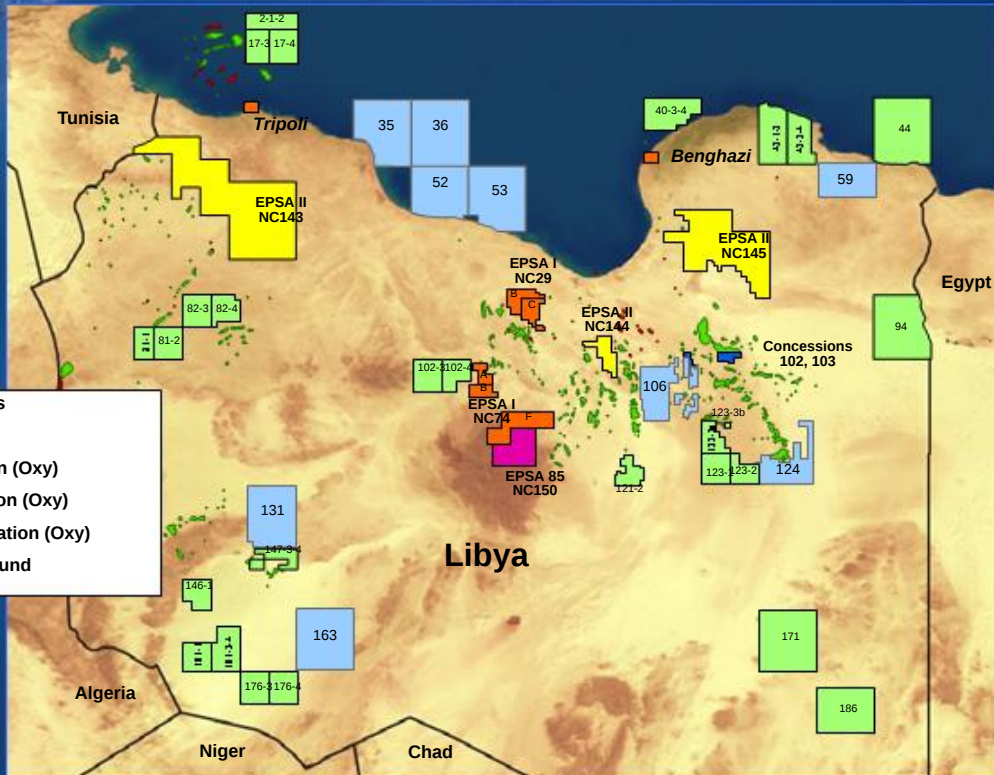 2-1-2
17-3 17-4
Tunisia
Tripoli
35 36
40-3-4
44
Benghazi
52 53
59
EPSA II
NC143
EPSA II
NC145
EPSA I
NC29
B
C
Egypt
82-3 82-4
EPSA II
NC144
94
81-2
Concessions
102, 103
102-3 102-4
A
B
106
EPSA I
NC74
F
123-3b
s
n (Oxy)
on (Oxy)
ation (Oxy)
und
EPSA 85
NC150
121-2
123-1 123-2
124
131
Libya
147-3-4
146-1
163
171
176-3 176-4
186
Algeria
Niger
Chad